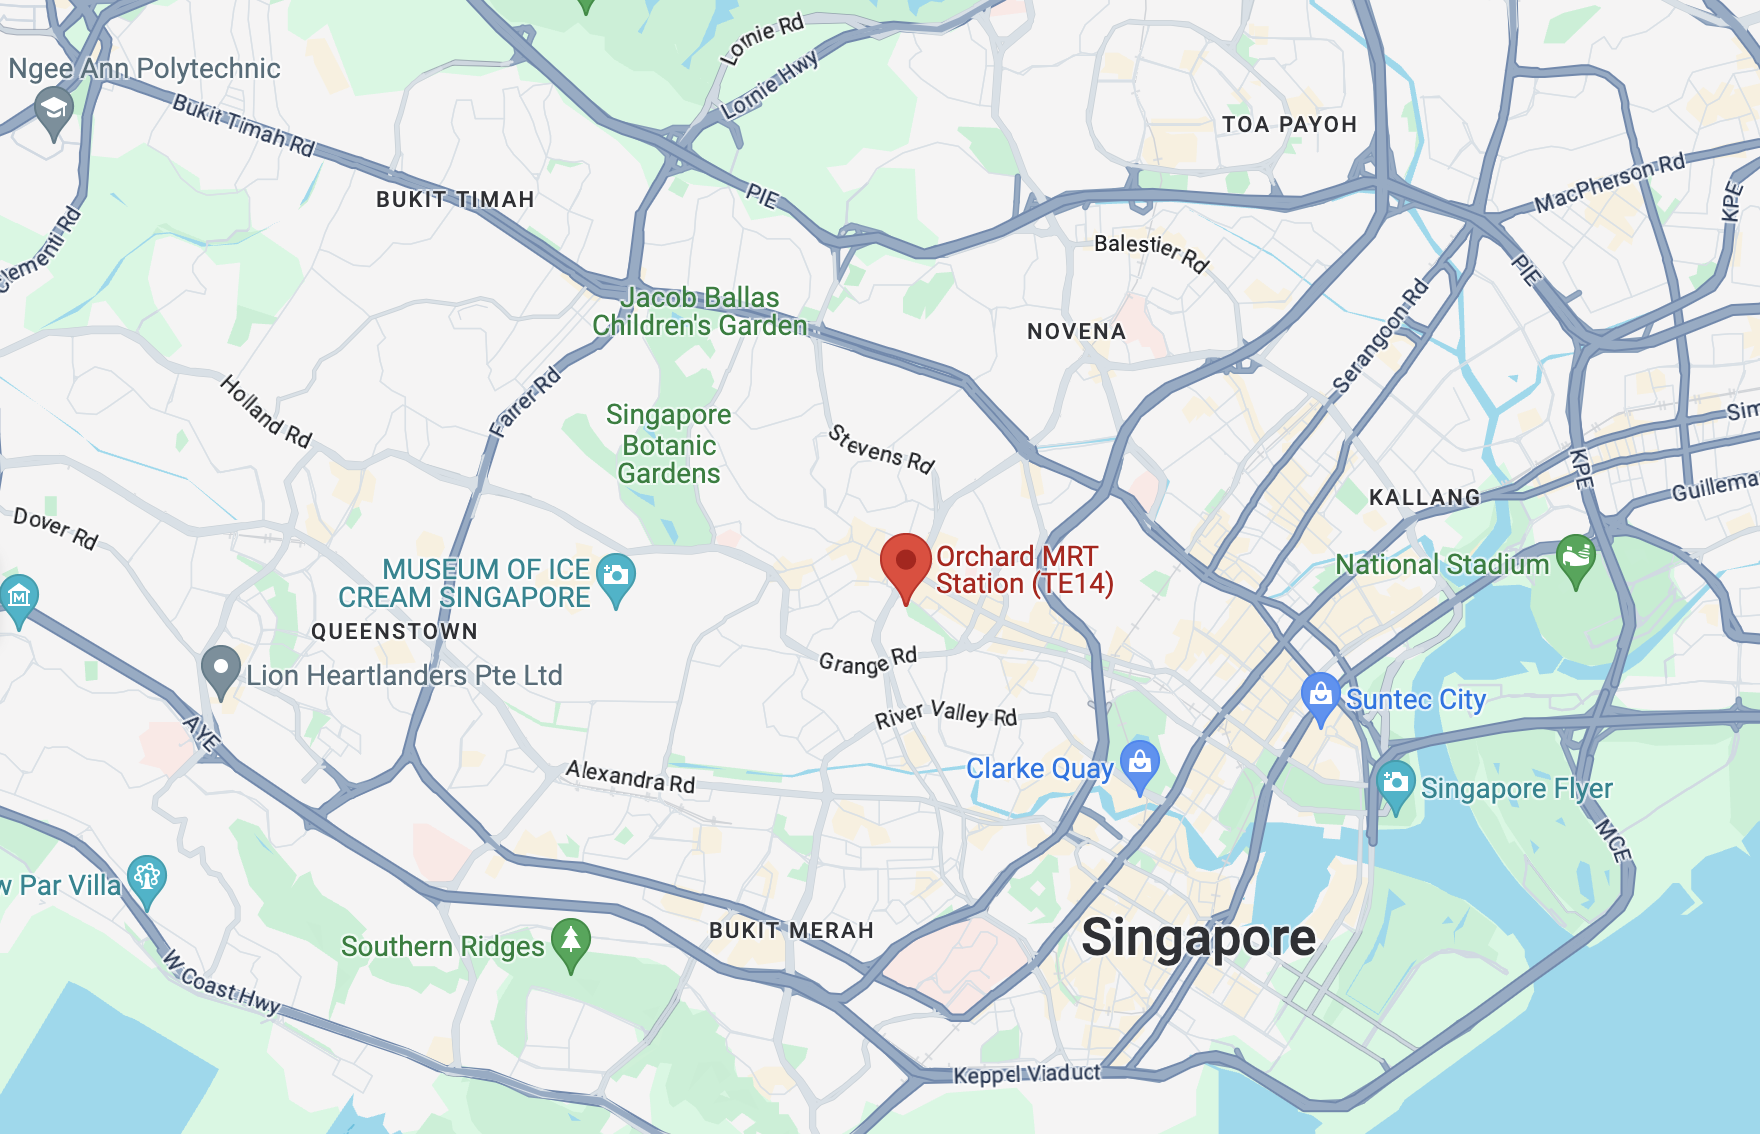 Lornie Rd
Ngee Ann Polytechnic
Lornie Hwy
Bukit Timah Rd
TOA PAYOH
MacPherson Rd
BUKIT TIMAH
PIE
KPE
Clementi Rd
Balestier Rd
PIE
Jacob Ballas
Children's Garden
NOVENA
Serangoon Rd
Holland Rd
Farrer Rd
Singapore
Botanic
Gardens
Stevens Rd
Sim
KPE
KALLANG
Guillema
Dover Rd
MUSEUM OF ICE
CREAM SINGAPORE
Orchard MRT
Station (TE14)
National Stadium
QUEENSTOWN
Lion Heartlanders Pte Ltd
Grange Rd
Suntec City
AYE
River Valley Rd
Clarke Quay
Alexandra Rd
Singapore Flyer
MCE
w Par Villa
Southern Ridges
BUKIT MERAH
Singapore
W Coast Hwy
Keppel Viaduct